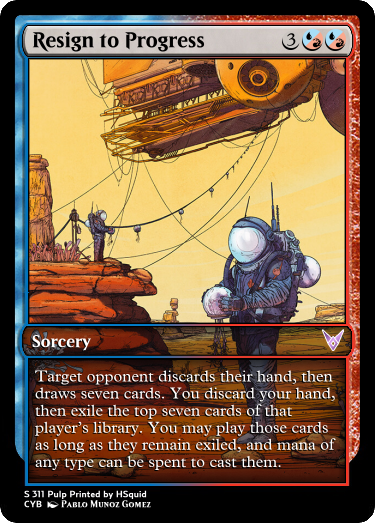 Resign to Progress 3
Sorcery
Target opponent discards their hand, then
draws seven cards. You discard your hand,
then exile the top seven cards of that
player's library. You may play those cards
as long as they remain exiled, and mana of
any type can be spent to cast them.
S 311 Pulp Printed by HSquid
CYB Pablo Munoz Gomez